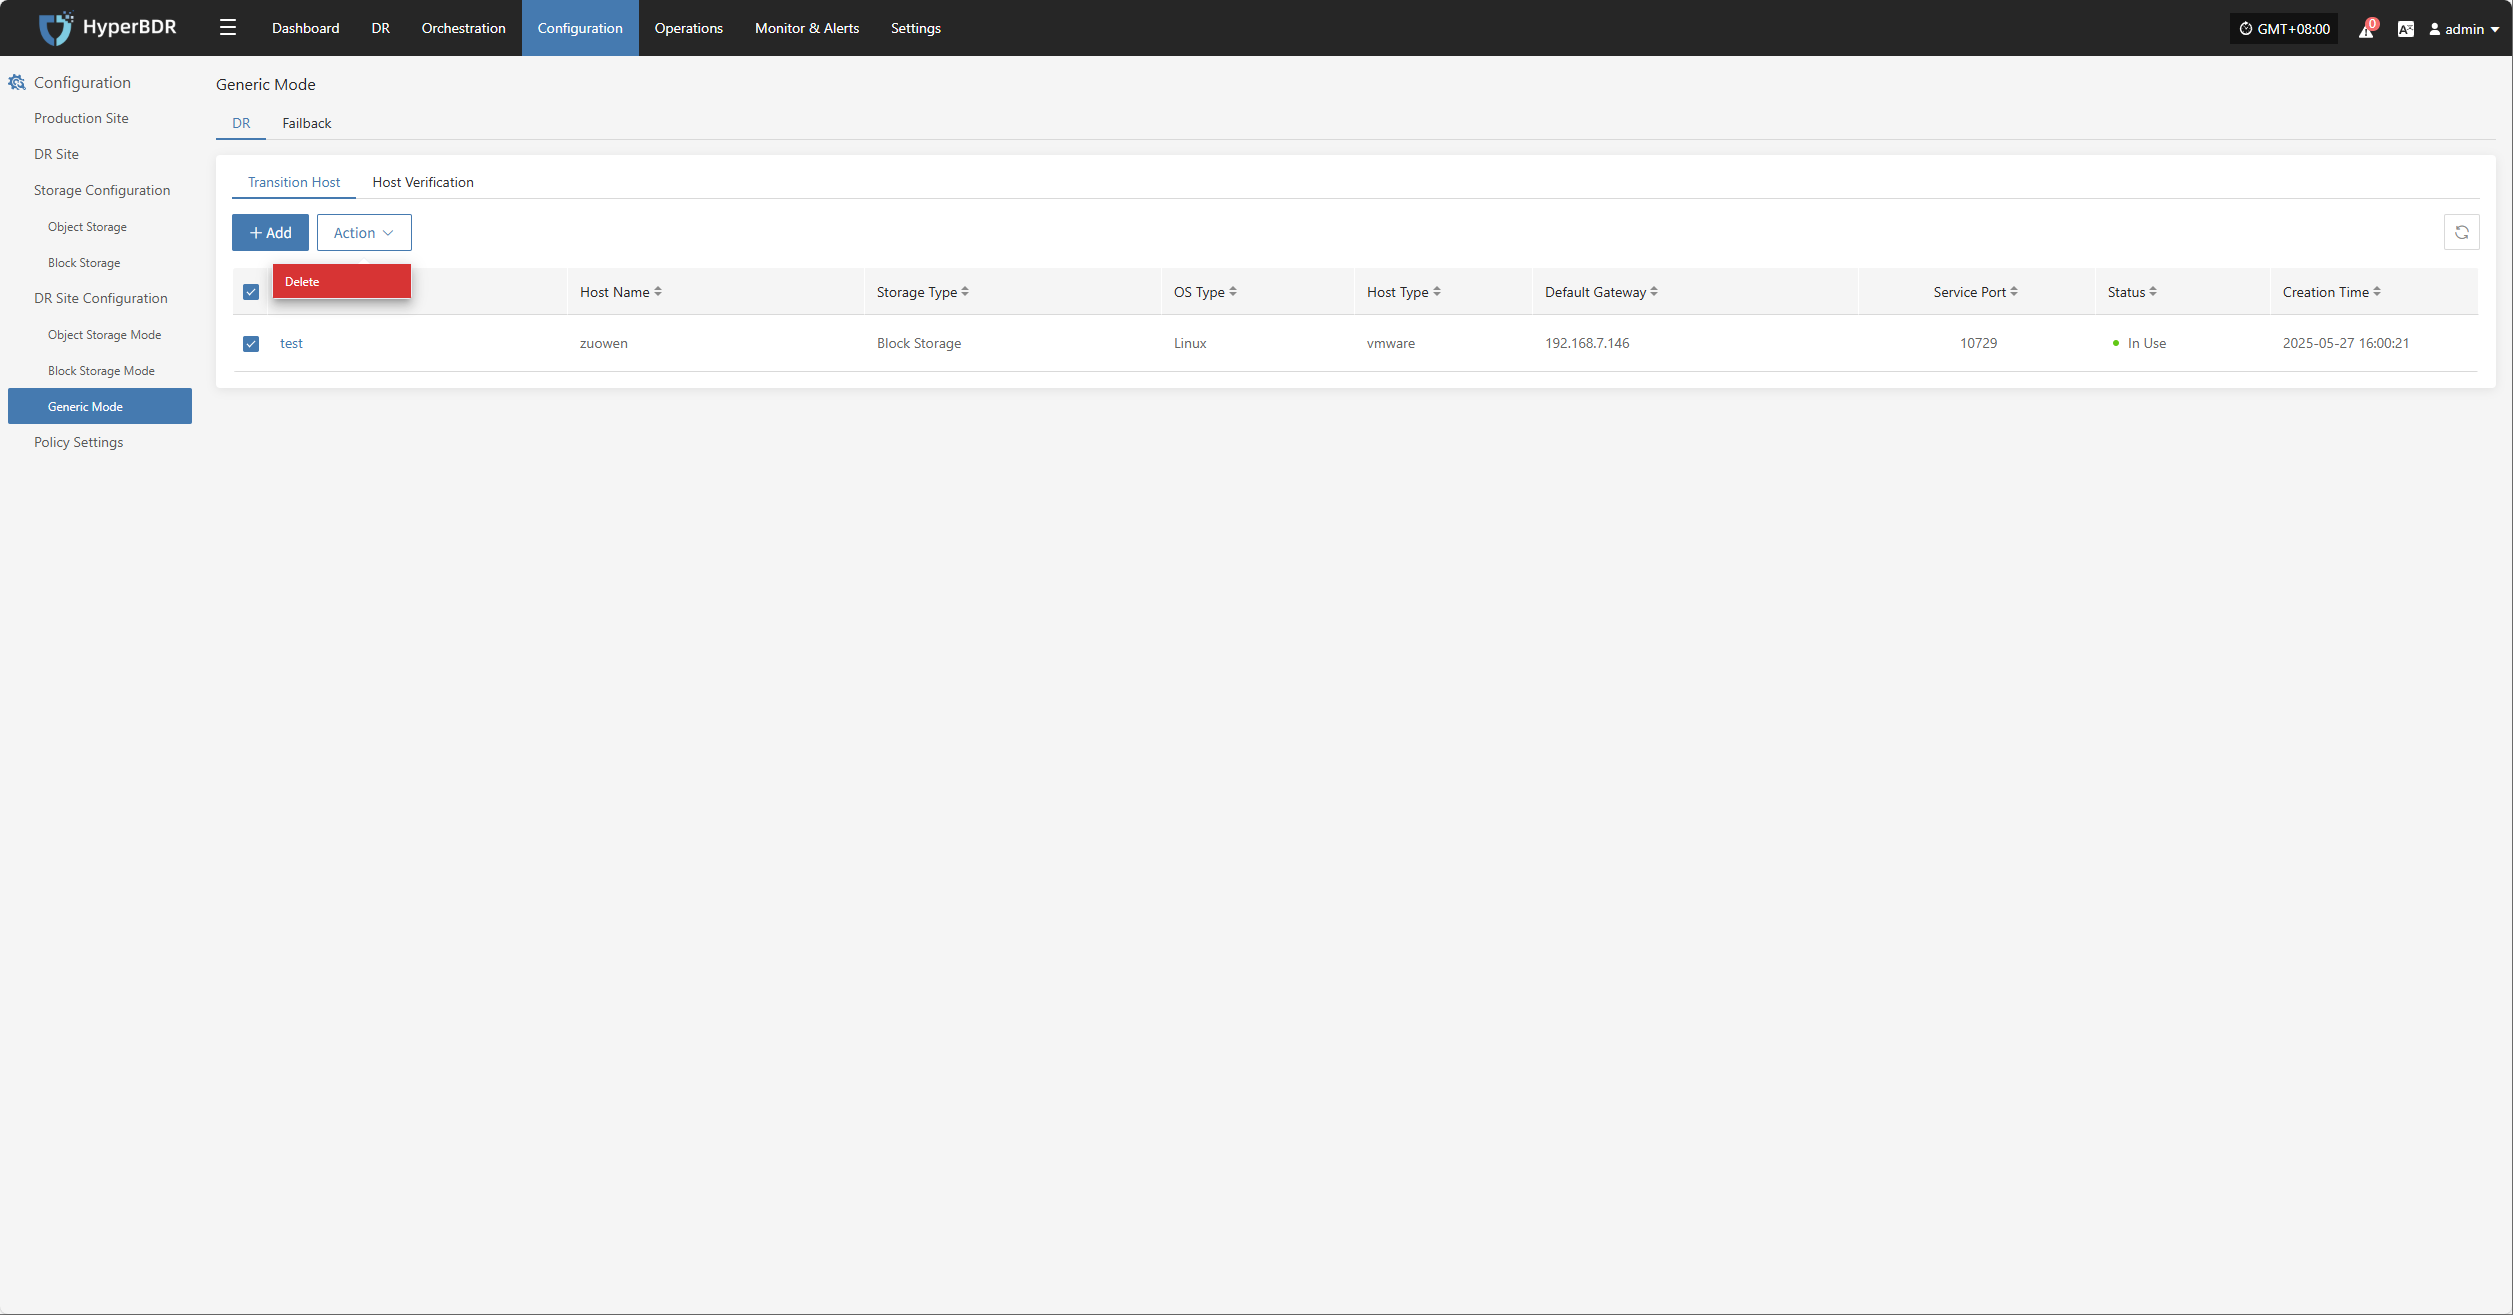 HyperBDR
Dashboard DR Orchestration Configuration Operations Monitor & Alerts Settings
GMT+08:00 0 admin
Configuration
Production Site
DR Site
Storage Configuration
Object Storage
Block Storage
DR Site Configuration
Object Storage Mode
Block Storage Mode
Generic Mode
Policy Settings
Generic Mode
DR Failback
Transition Host Host Verification
+ Add Action
Delete
Host Name Storage Type OS Type Host Type Default Gateway Service Port Status Creation Time
test zuowen Block Storage Linux vmware 192.168.7.146 10729 In Use 2025-05-27 16:00:21